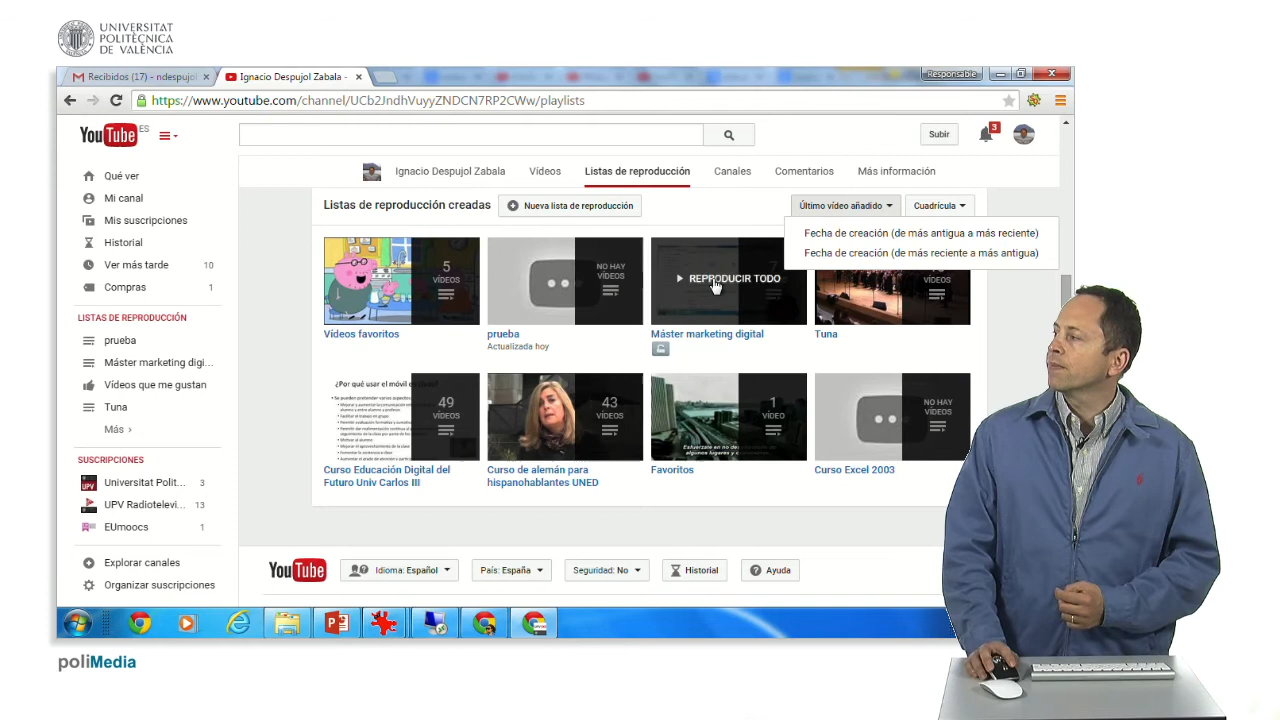 UNIVERSITAT
POLITÈCNICA
DE VALÈNCIA
Recibidos (17) - ndespujol
Ignacio Despujol Zabala -
Responsable
https://www.youtube.com/channel/UCb2JndhVuyyZNDCN7RP2CWw/playlists
YouTube ES
Subir
3
Qué ver
Mi canal
Mis suscripciones
Historial
Ver más tarde 10
Compras 1
LISTAS DE REPRODUCCIÓN
prueba
Máster marketing digi...
Vídeos que me gustan
Tuna
Más ›
SUSCRIPCIONES
Universitat Polit... 3
UPV Radiotelevi... 13
EUmoocs 1
Explorar canales
Organizar suscripciones
Ignacio Despujol Zabala
Vídeos
Listas de reproducción
Canales
Comentarios
Más información
Listas de reproducción creadas
Nueva lista de reproducción
Último vídeo añadido
Cuadrícula
Fecha de creación (de más antigua a más reciente)
Fecha de creación (de más reciente a más antigua)
5
VÍDEOS
NO HAY
VÍDEOS
7
REPRODUCIR TODO
VÍDEOS
Vídeos favoritos
prueba
Actualizada hoy
Máster marketing digital
Tuna
¿Por qué usar el móvil
49
VÍDEOS
43
VÍDEOS
1
VÍDEO
NO HAY
VÍDEOS
Curso Educación Digital del
Futuro Univ Carlos III
Curso de alemán para
hispanohablantes UNED
Favoritos
Curso Excel 2003
YouTube
Idioma: Español
País: España
Seguridad: No
Historial
Ayuda
poliMedia